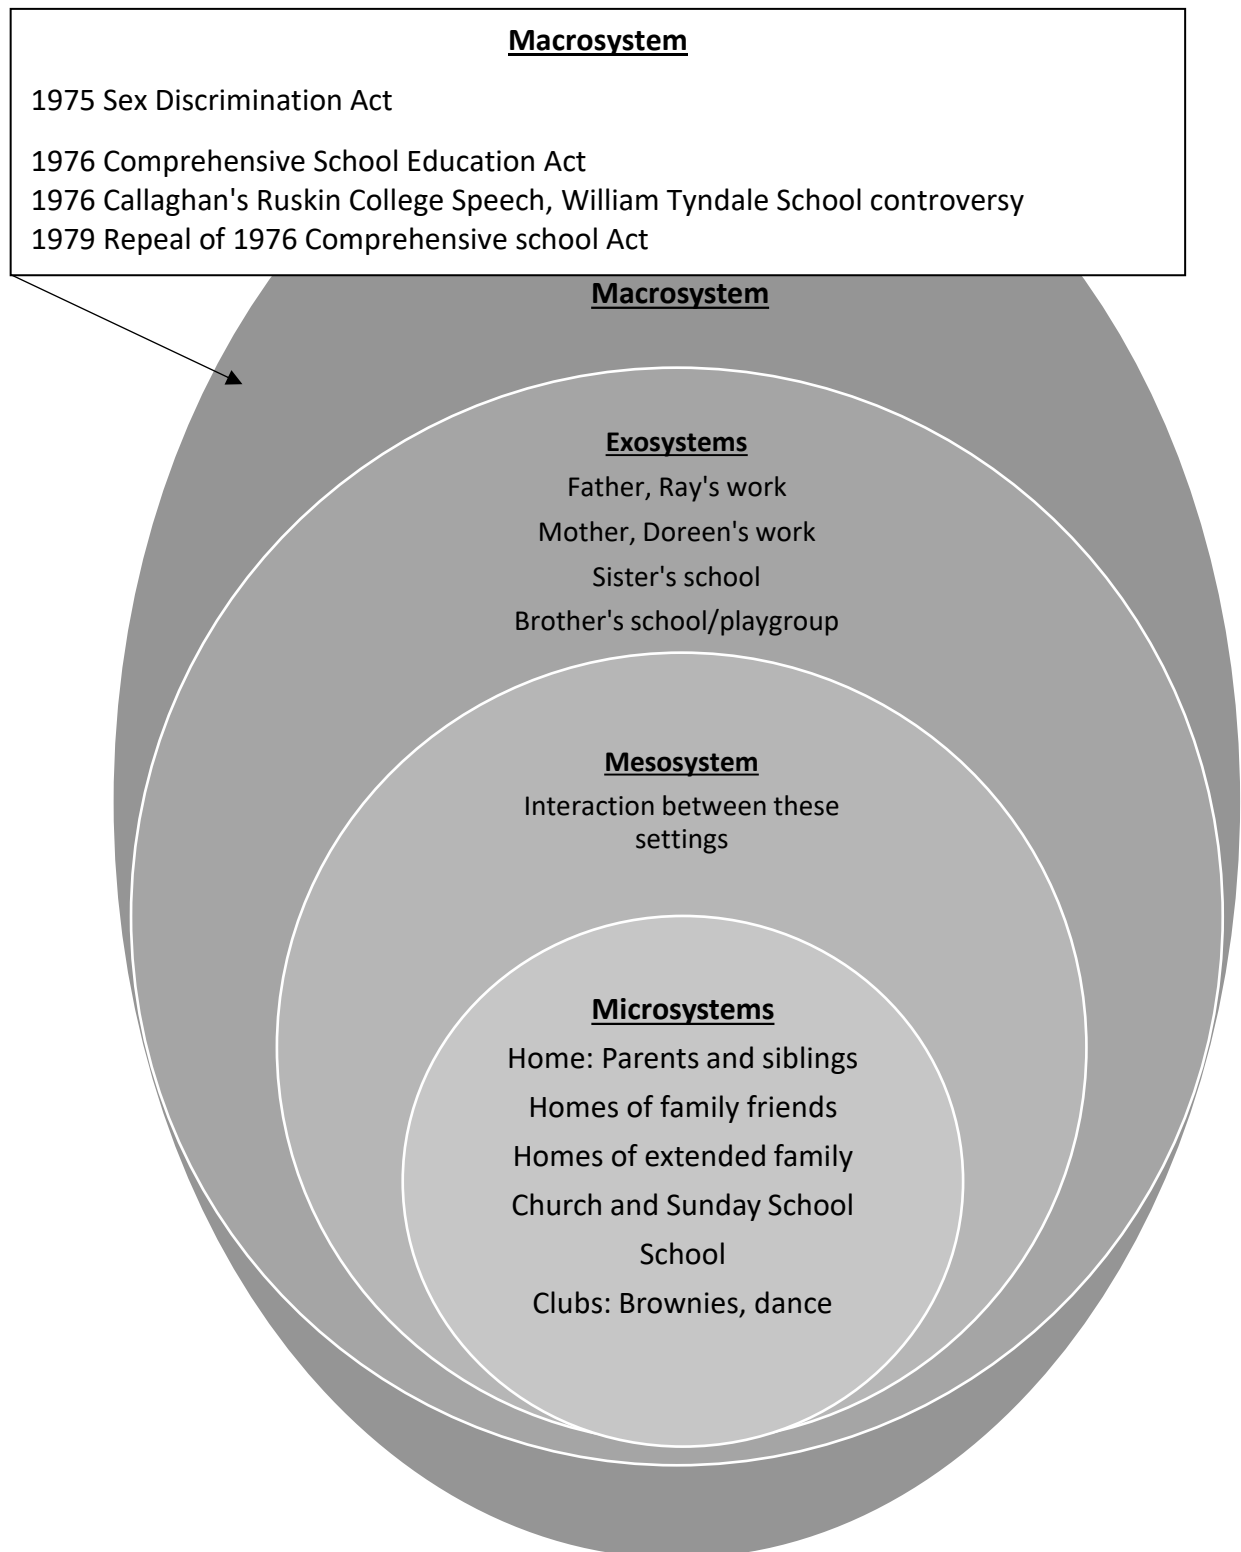 Macrosystem
1975 Sex Discrimination Act
1976 Comprehensive School Education Act
1976 Callaghan's Ruskin College Speech, William Tyndale School controversy
1979 Repeal of 1976 Comprehensive school Act
Macrosystem
Exosystems
Father, Ray's work
Mother, Doreen's work
Sister's school
Brother's school/playgroup
Mesosystem
Interaction between these
settings
Microsystems
Home: Parents and siblings
Homes of family friends
Homes of extended family
Church and Sunday School
School
Clubs: Brownies, dance